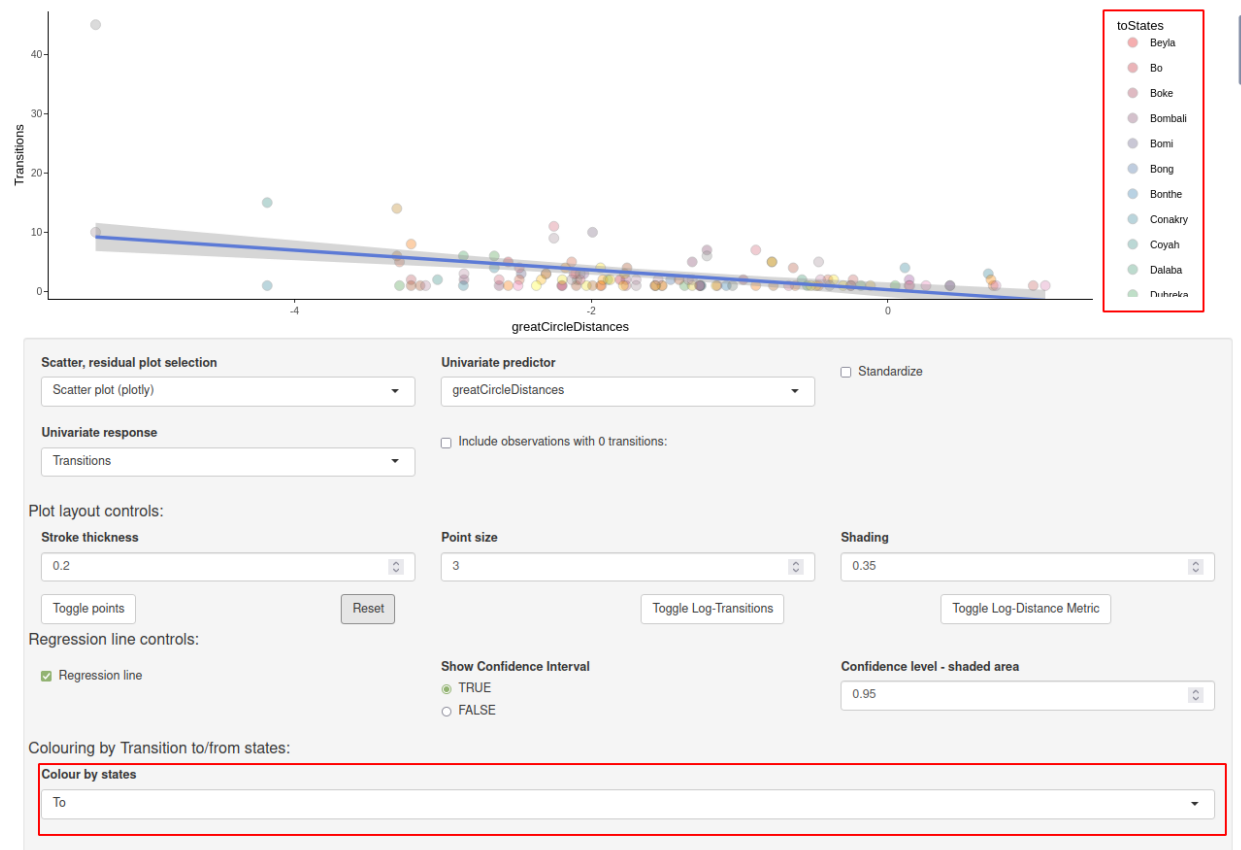 toStates
Beyla
Bo
Boke
Bombali
Bomi
Bong
Bonthe
Conakry
Coyah
Dalaba
Dubreka
Transitions
40
30
20
10
0
-4
-2
0
greatCircleDistances
Scatter, residual plot selection
Scatter plot (plotly)
Univariate predictor
greatCircleDistances
Standardize
Univariate response
Transitions
Include observations with 0 transitions:
Plot layout controls:
Stroke thickness
0.2
Point size
3
Shading
0.35
Toggle points
Reset
Toggle Log-Transitions
Toggle Log-Distance Metric
Regression line controls:
Regression line
Show Confidence Interval
TRUE
FALSE
Confidence level - shaded area
0.95
Colouring by Transition to/from states:
Colour by states
To